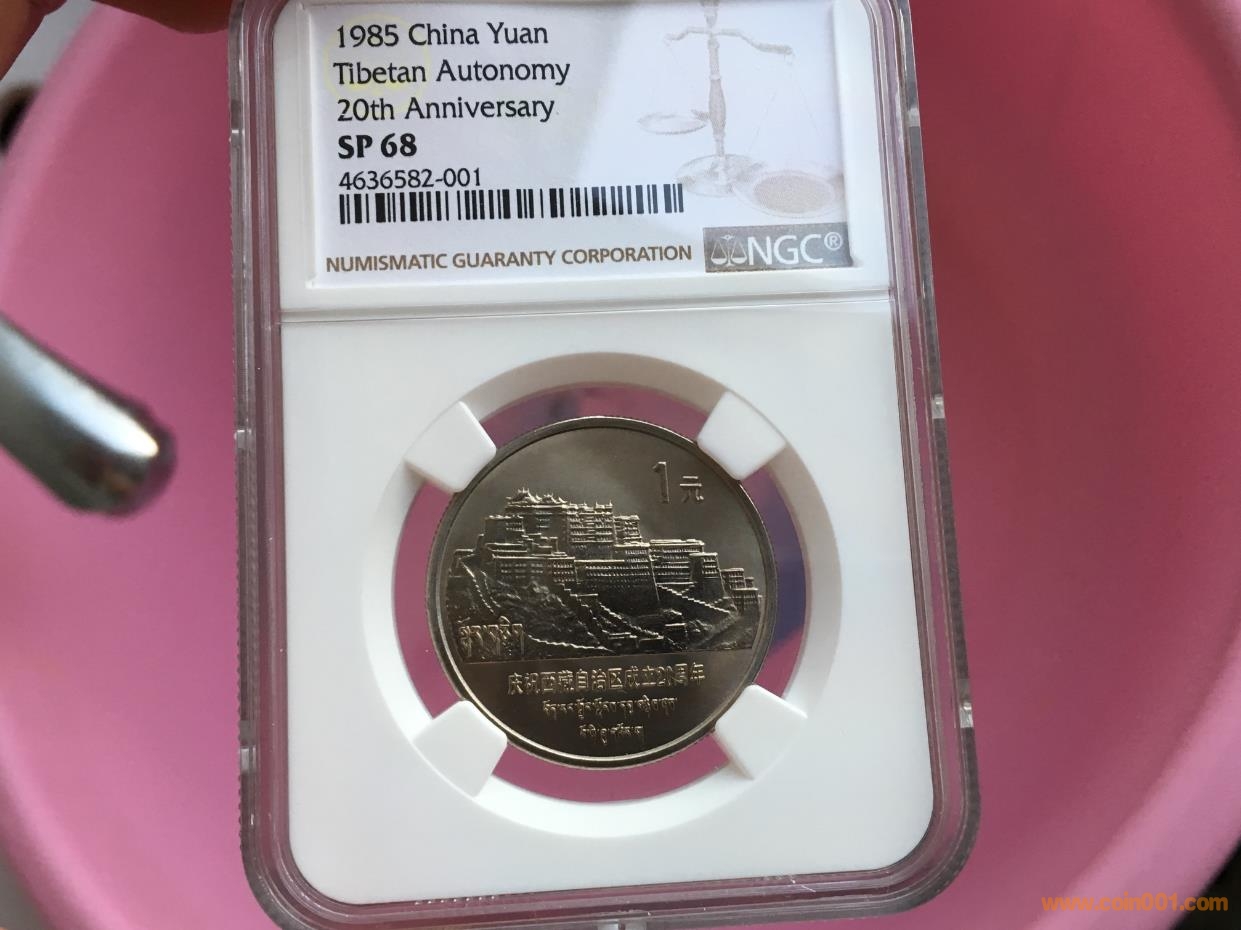 1985 China Yuan
Tibetan Autonomy
20th Anniversary
SP 68
4636582-001
NUMISMATIC GUARANTY CORPORATION
NGC®
1元
庆祝西藏自治区成立20周年
www.coin001.com